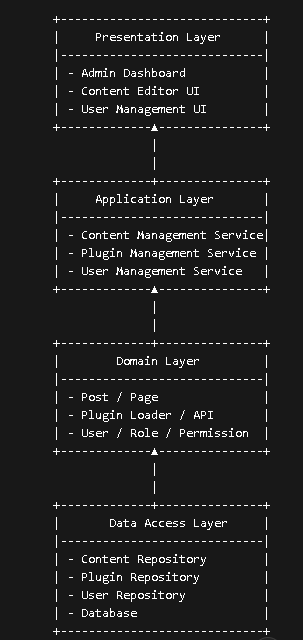 Presentation Layer
- Admin Dashboard
- Content Editor UI
- User Management UI
Application Layer
- Content Management Service
- Plugin Management Service
- User Management Service
Domain Layer
- Post / Page
- Plugin Loader / API
- User / Role / Permission
Data Access Layer
- Content Repository
- Plugin Repository
- User Repository
- Database